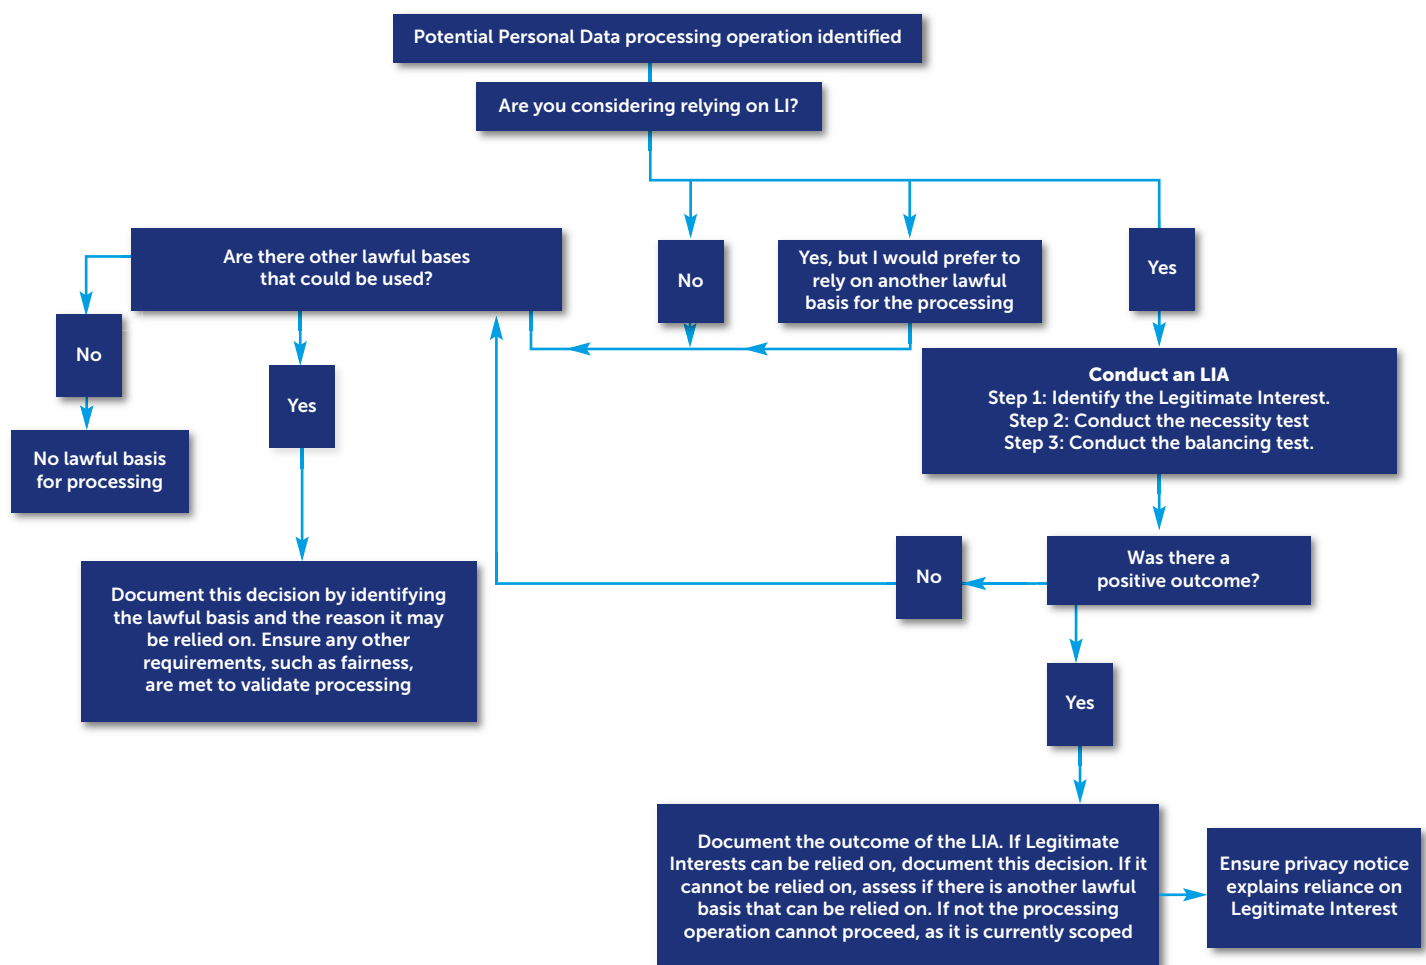 Potential Personal Data processing operation identified
Are you considering relying on LI?
Are there other lawful bases
that could be used?
No
Yes, but I would prefer to
rely on another lawful
basis for the processing
Yes
No
Yes
No lawful basis
for processing
Conduct an LIA
Step 1: Identify the Legitimate Interest.
Step 2: Conduct the necessity test
Step 3: Conduct the balancing test.
Was there a
positive outcome?
No
Document this decision by identifying
the lawful basis and the reason it may
be relied on. Ensure any other
requirements, such as fairness,
are met to validate processing
Yes
Document the outcome of the LIA. If Legitimate
Interests can be relied on, document this decision. If it
cannot be relied on, assess if there is another lawful
basis that can be relied on. If not the processing
operation cannot proceed, as it is currently scoped
Ensure privacy notice
explains reliance on
Legitimate Interest